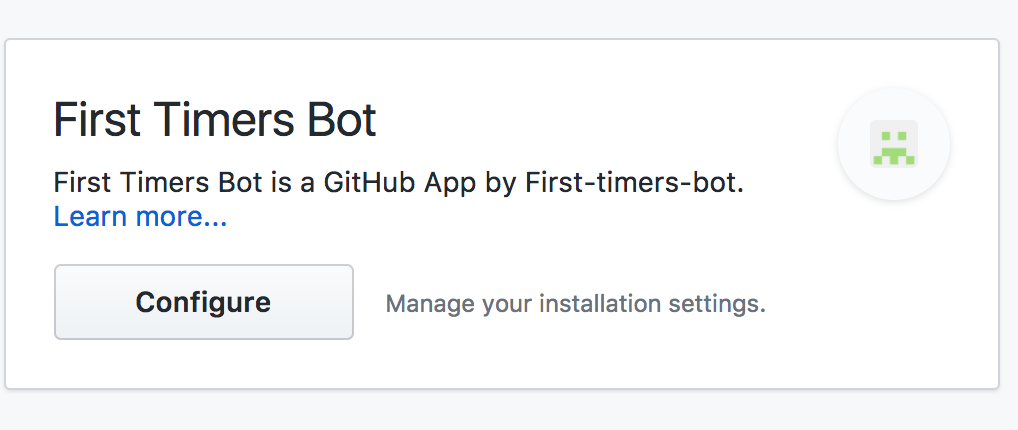 First Timers Bot
First Timers Bot is a GitHub App by First-timers-bot.
Learn more...
Configure
Manage your installation settings.